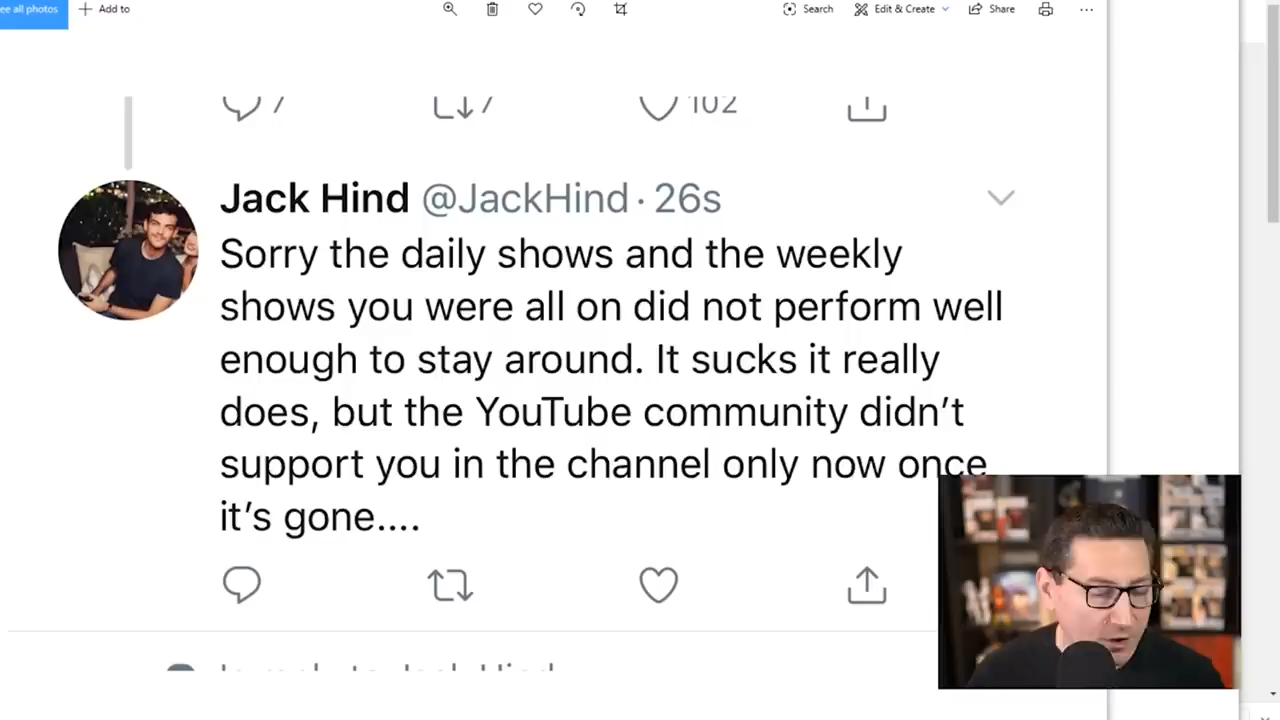 ee all photos
Add to
Search
Edit & Create
Share
7
7
102
Jack Hind @JackHind · 26s
Sorry the daily shows and the weekly
shows you were all on did not perform well
enough to stay around. It sucks it really
does, but the YouTube community didn't
support you in the channel only now once
it's gone....